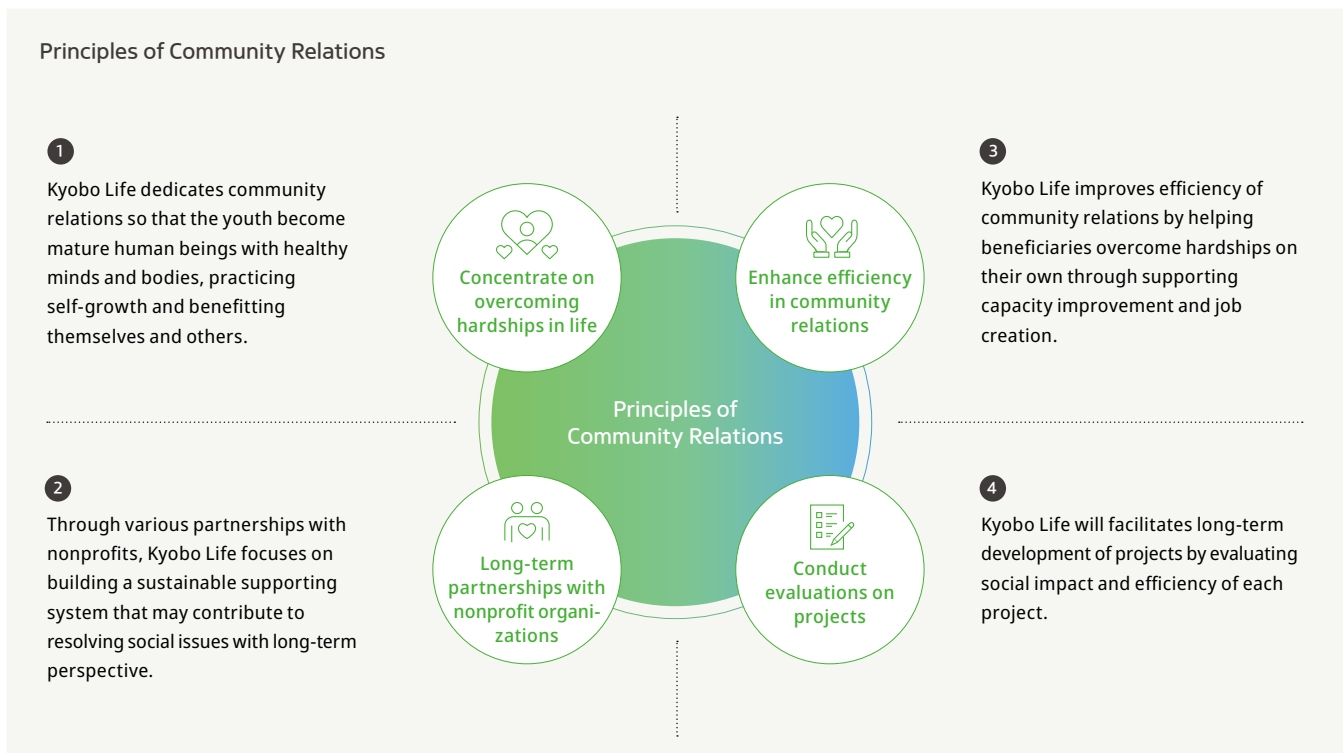 Principles of Community Relations
1
Kyobo Life dedicates community
relations so that the youth become
mature human beings with healthy
minds and bodies, practicing
self-growth and benefitting
themselves and others.
Concentrate on
overcoming
hardships in life
Enhance efficiency
in community
relations
3
Kyobo Life improves efficiency of
community relations by helping
beneficiaries overcome hardships on
their own through supporting
capacity improvement and job
creation.
Principles of
Community Relations
2
Through various partnerships with
nonprofits, Kyobo Life focuses on
building a sustainable supporting
system that may contribute to
resolving social issues with long-term
perspective.
Long-term
partnerships with
nonprofit organi-
zations
Conduct
evaluations on
projects
4
Kyobo Life will facilitates long-term
development of projects by evaluating
social impact and efficiency of each
project.